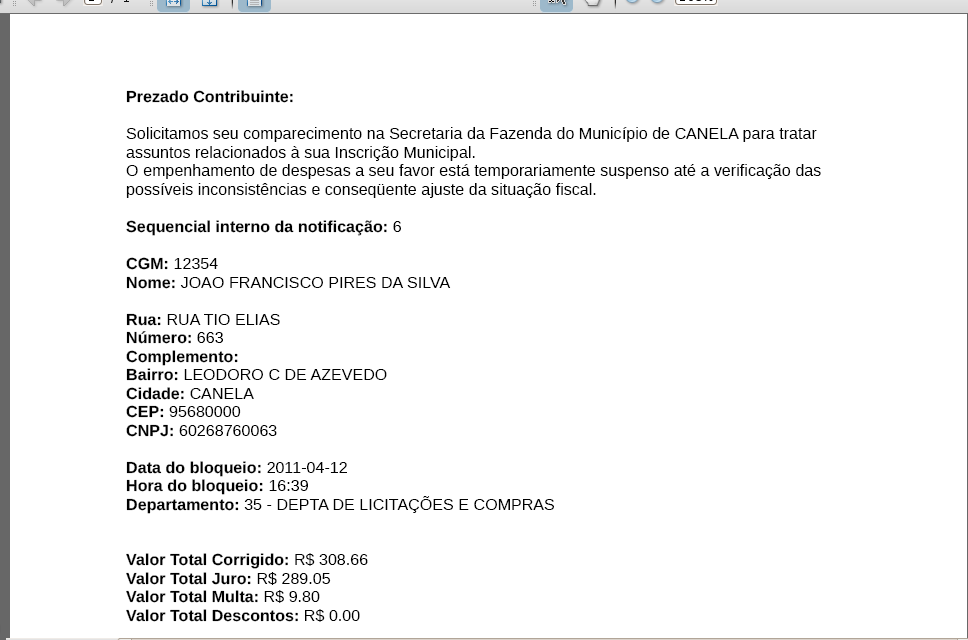 Prezado Contribuinte:
Solicitamos seu comparecimento na Secretaria da Fazenda do Município de CANELA para tratar
assuntos relacionados à sua Inscrição Municipal.
O empenhamento de despesas a seu favor está temporariamente suspenso até a verificação das
possíveis inconsistências e conseqüente ajuste da situação fiscal.
Sequencial interno da notificação: 6
CGM: 12354
Nome: JOAO FRANCISCO PIRES DA SILVA
Rua: RUA TIO ELIAS
Número: 663
Complemento:
Bairro: LEODORO C DE AZEVEDO
Cidade: CANELA
CEP: 95680000
CNPJ: 60268760063
Data do bloqueio: 2011-04-12
Hora do bloqueio: 16:39
Departamento: 35 - DEPTA DE LICITAÇÕES E COMPRAS
Valor Total Corrigido: R$ 308.66
Valor Total Juro: R$ 289.05
Valor Total Multa: R$ 9.80
Valor Total Descontos: R$ 0.00